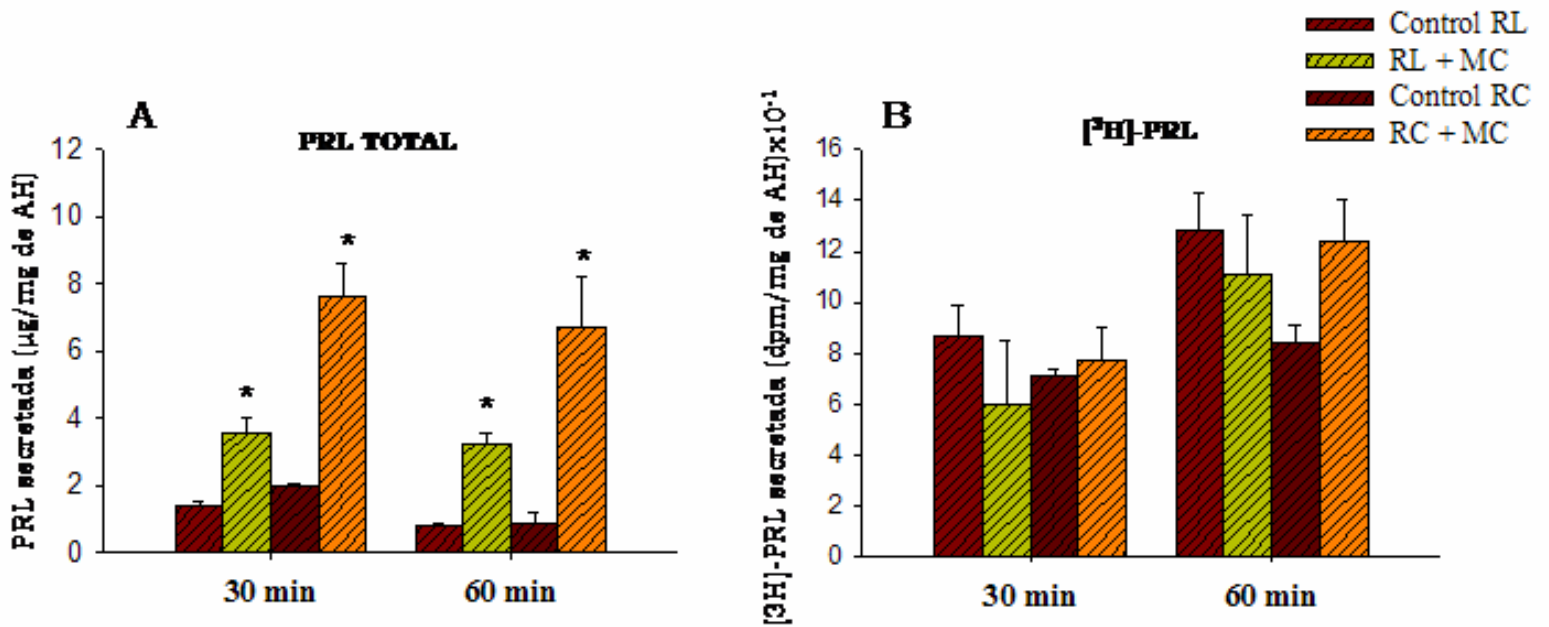 Control RL
RL + MC
Control RC
RC + MC
A
PRL TOTAL
PRL secretada (µg/mg de AH)
12
10
8
6
4
2
0
*
*
*
*
30 min
60 min
B
[³H]-PRL
[3H]-PRL secretada (dpm/mg de AH)x10⁻¹
16
14
12
10
8
6
4
2
0
30 min
60 min